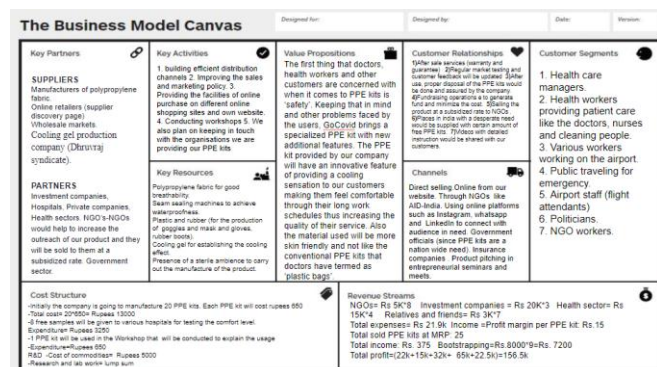 The Business Model Canvas
Designed for:
Designed by:
Date:
Version:
Key Partners
SUPPLIERS
Manufacturers of polypropylene
fabric.
Online retailers (supplier
discovery page)
Wholesale markets.
Cooling gel production
company (Dhruvraj
syndicate).
PARTNERS
Investment companies,
Hospitals, Private companies,
Health sectors. NGO's-NGOs
would help to increase the
outreach of our product and they
will be sold to them at a
subsidized rate. Government
sector.
Key Activities
1. building efficient distribution
channels 2. Improving the sales
and marketing policy. 3.
Providing the facilities of online
purchase on different online
shopping sites and own website.
4. Conducting workshops 5. We
also plan on keeping in touch
with the organisations we are
providing our PPE kits
Key Resources
Polypropylene fabric for good
breathability.
Seam sealing machines to achieve
waterproofness.
Plastic and rubber (for the production
of goggles and mask and gloves,
rubber boots).
Cooling gel for establishing the cooling
effect.
Presence of a sterile ambience to carry
out the manufacture of the product.
Value Propositions
The first thing that doctors,
health workers and other
customers are concerned with
when it comes to PPE kits is
'safety'. Keeping that in mind
and other problems faced by
the users, GoCovid brings a
specialized PPE kit with new
additional features. The PPE
kit provided by our company
will have an innovative feature
of providing a cooling
sensation to our customers
making them feel comfortable
through their long work
schedules thus increasing the
quality of their service. Also
the material used will be more
skin friendly and not like the
conventional PPE kits that
doctors have termed as
'plastic bags'.
Customer Relationships
1)After sale services (warranty and
guarantee) 2)Regular market testing and
customer feedback will be updated 3)After
use, proper disposal of the PPE kits would
be done and assured by the company.
4)Fundraising operations is to generate
fund and minimize the cost. 5)Selling the
product at a subsidized rate to NGOs
6)Places in India with a desperate need
would be supplied with certain amount of
free PPE kits 7)Videos with detailed
instruction would be shared with our
customers.
Channels
Direct selling.Online from our
website. Through NGOs like
AID-India. Using online platforms
such as Instagram, whatsapp
and Linkedln to connect with
audience in need. Government
officials (since PPE kits are a
nation wide need). Insurance
companies . Product pitching in
entrepreneurial seminars and
meets.
Customer Segments
1. Health care
managers.
2. Health workers
providing patient care
like the doctors, nurses
and cleaning people.
3. Various workers
working on the airport.
4. Public traveling for
emergency.
5. Airport staff (flight
attendants)
6. Politicians.
7. NGO workers.
Cost Structure
-Initially the company is going to manufacture 20 PPE kits. Each PPE kit will cost rupees 650
-Total cost= 20*650= Rupees 13000
-5 free samples will be given to various hospitals for testing the comfort level.
Expenditure= Rupees 3250
-1 PPE kit will be used in the Workshop that will be conducted to explain the usage
-Expenditure=Rupees 650
R&D -Cost of commodities= Rupees 5000
-Research and lab work= lump sum
Revenue Streams
NGOs= Rs 5K*8 Investment companies = Rs 20K*3 Health sector= Rs
15K*4 Relatives and friends= Rs 3K*7
Total expenses= Rs 21.9k Income =Profit margin per PPE kit: Rs.15
Total sold PPE kits at MRP: 25
Total income: Rs. 375 Bootstrapping=Rs.8000*9=Rs. 7200
Total profit=(22k+15k+32k+ 65k+22.5k)=156.5k